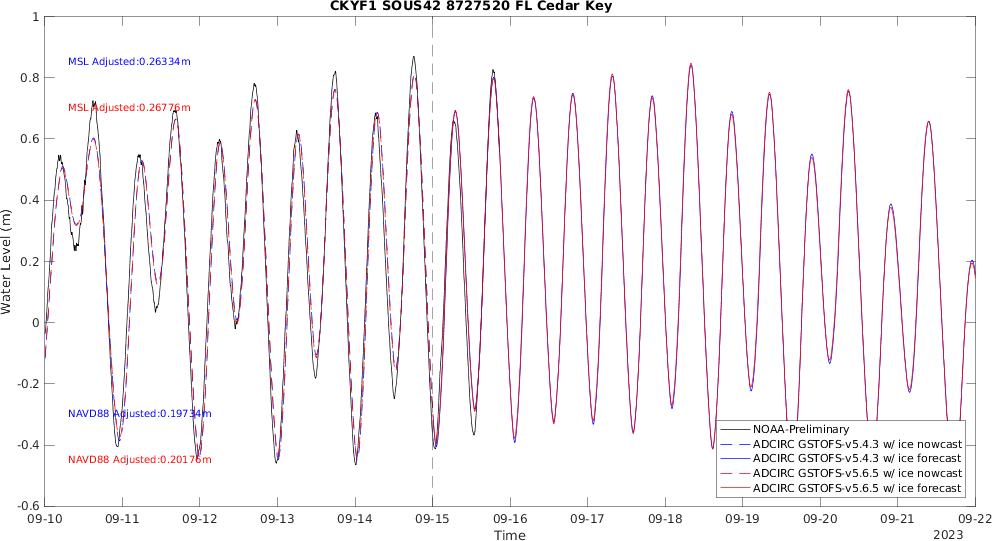 CKYF1 SOUS42 8727520 FL Cedar Key
1
0.8
0.6
0.4
0.2
0
-0.2
-0.4
-0.6
Water Level (m)
MSL Adjusted:0.26334m
MSL Adjusted:0.26776m
NAVD88 Adjusted:0.19734m
NAVD88 Adjusted:0.20176m
NOAA-Preliminary
ADCIRC GSTOFS-v5.4.3 w/ ice nowcast
ADCIRC GSTOFS-v5.4.3 w/ ice forecast
ADCIRC GSTOFS-v5.6.5 w/ ice nowcast
ADCIRC GSTOFS-v5.6.5 w/ ice forecast
09-10 09-11 09-12 09-13 09-14 09-15 09-16 09-17 09-18 09-19 09-20 09-21 09-22
Time
2023